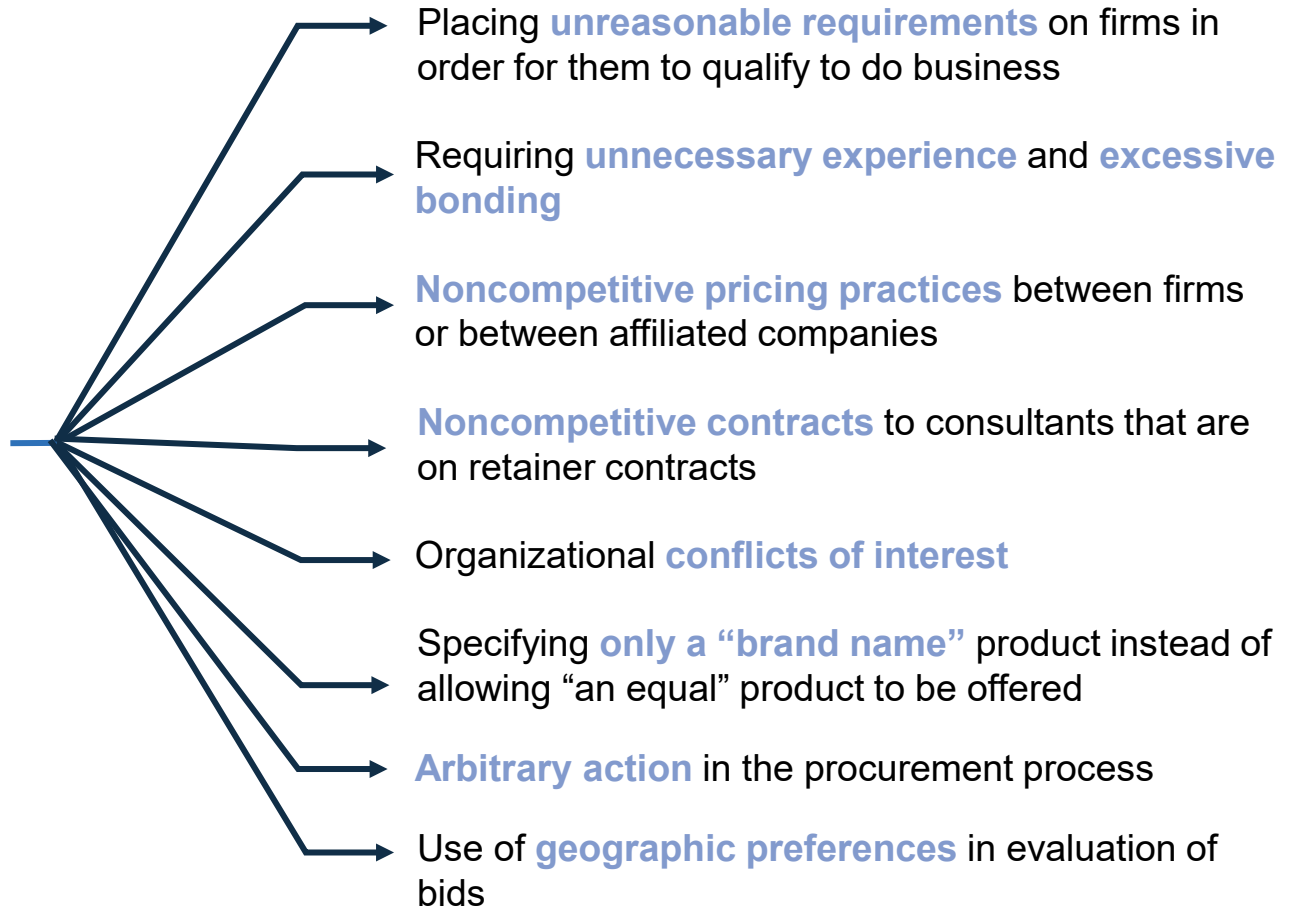 Placing unreasonable requirements on firms in
order for them to qualify to do business
Requiring unnecessary experience and excessive
bonding
Noncompetitive pricing practices between firms
or between affiliated companies
Noncompetitive contracts to consultants that are
on retainer contracts
Organizational conflicts of interest
Specifying only a “brand name” product instead of
allowing “an equal” product to be offered
Arbitrary action in the procurement process
Use of geographic preferences in evaluation of
bids